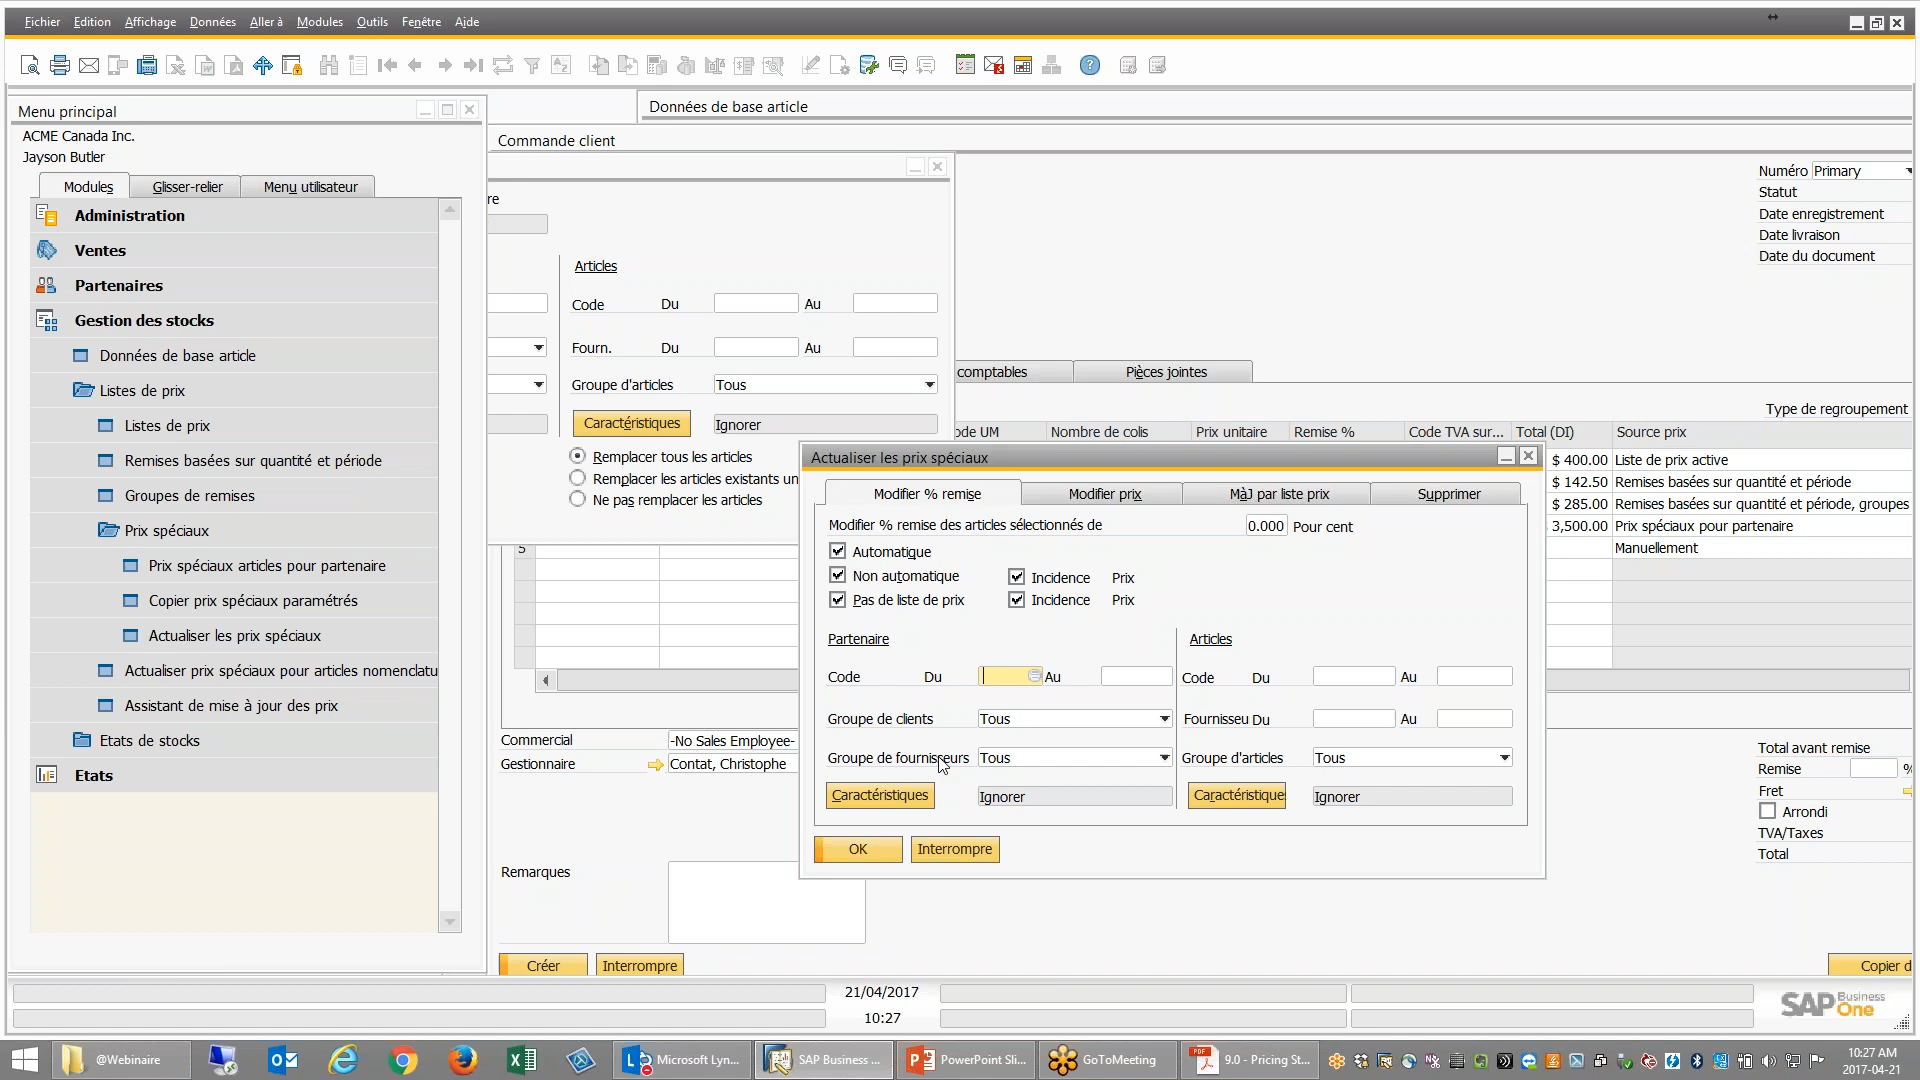 Fichier Edition Affichage Données Aller à Modules Outils Fenêtre Aide
Menu principal
ACME Canada Inc.
Jayson Butler
Modules Glisser-relier Menu utilisateur
Administration
Ventes
Partenaires
Gestion des stocks
Données de base article
Listes de prix
Listes de prix
Remises basées sur quantité et période
Groupes de remises
Prix spéciaux
Prix spéciaux articles pour partenaire
Copier prix spéciaux paramétrés
Actualiser les prix spéciaux
Actualiser prix spéciaux pour articles nomenclatu
Assistant de mise à jour des prix
Etats de stocks
Etats
Données de base article
Commande client
re
Articles
Code Du Au
Fourn. Du Au
Groupe d'articles Tous
Caractéristiques Ignorer
Remplacer tous les articles
Remplacer les articles existants un
Ne pas remplacer les articles
Numéro Primary
Statut
Date enregistrement
Date livraison
Date du document
comptables Pièces jointes
Type de regroupement
ode UM Nombre de colis Prix unitaire Remise % Code TVA sur... Total (DI) Source prix
$ 400.00 Liste de prix active
$ 142.50 Remises basées sur quantité et période
$ 285.00 Remises basées sur quantité et période, groupes
3,500.00 Prix spéciaux pour partenaire
Manuellement
Actualiser les prix spéciaux
Modifier % remise Modifier prix MàJ par liste prix Supprimer
Modifier % remise des articles sélectionnés de 0.000 Pour cent
Automatique
Non automatique Incidence Prix
Pas de liste de prix Incidence Prix
Partenaire Articles
Code Du Au Code Du Au
Groupe de clients Tous Fournisseu Du Au
Groupe de fournisseurs Tous Groupe d'articles Tous
Caractéristiques Ignorer Caractéristique Ignorer
OK Interrompre
Commercial -No Sales Employee-
Gestionnaire Contat, Christophe
Remarques
Total avant remise
Remise %
Fret
Arrondi
TVA/Taxes
Total
Créer Interrompre Copier d
21/04/2017
10:27
SAP Business One
@Webinaire Microsoft Lyn... SAP Business ... PowerPoint Sli... GoToMeeting 9.0 - Pricing St...
10:27 AM
2017-04-21